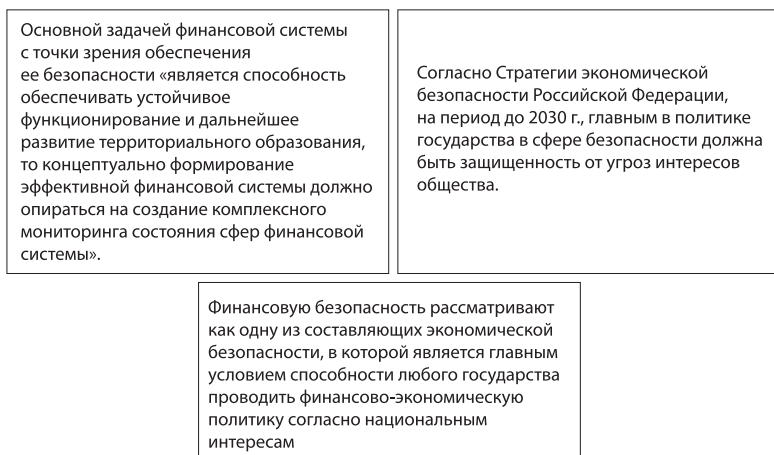 Основной задачей финансовой системы
с точки зрения обеспечения
ее безопасности «является способность
обеспечивать устойчивое
функционирование и дальнейшее
развитие территориального образования,
то концептуально формирование
эффективной финансовой системы должно
опираться на создание комплексного
мониторинга состояния сфер финансовой
системы».
Согласно Стратегии экономической
безопасности Российской Федерации,
на период до 2030 г., главным в политике
государства в сфере безопасности должна
быть защищенность от угроз интересов
общества.
Финансовую безопасность рассматривают
как одну из составляющих экономической
безопасности, в которой является главным
условием способности любого государства
проводить финансово-экономическую
политику согласно национальным
интересам